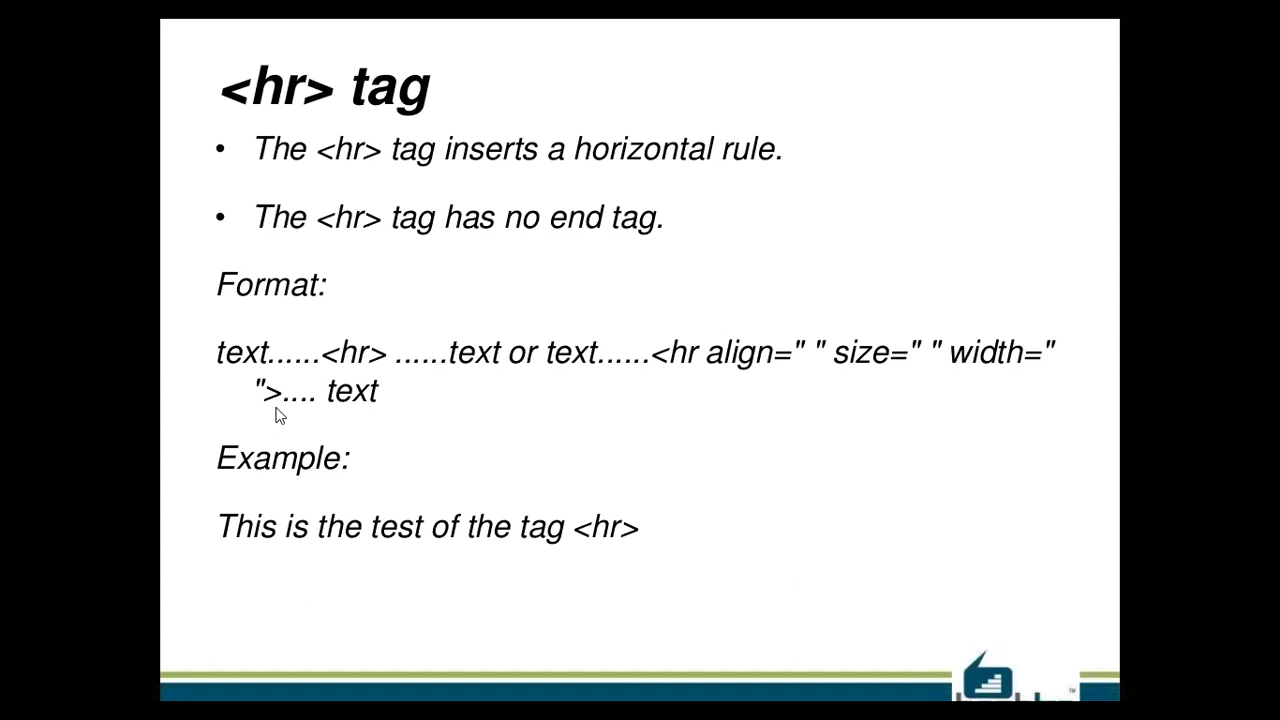 <hr> tag
• The <hr> tag inserts a horizontal rule.
• The <hr> tag has no end tag.
Format:
text......<hr> ......text or text......<hr align=" " size=" " width="
">.... text
Example:
This is the test of the tag <hr>
TM